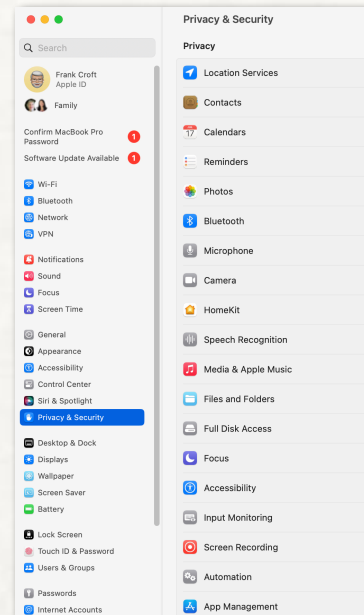 Privacy & Security
Search
Frank Croft
Apple ID
Family
Confirm MacBook Pro
Password
1
Software Update Available
1
Wi-Fi
Bluetooth
Network
VPN
Notifications
Sound
Focus
Screen Time
General
Appearance
Accessibility
Control Center
Siri & Spotlight
Privacy & Security
Desktop & Dock
Displays
Wallpaper
Screen Saver
Battery
Lock Screen
Touch ID & Password
Users & Groups
Passwords
Internet Accounts
Privacy
Location Services
Contacts
17
Calendars
Reminders
Photos
Bluetooth
Microphone
Camera
HomeKit
Speech Recognition
Media & Apple Music
Files and Folders
Full Disk Access
Focus
Accessibility
Input Monitoring
Screen Recording
Automation
App Management